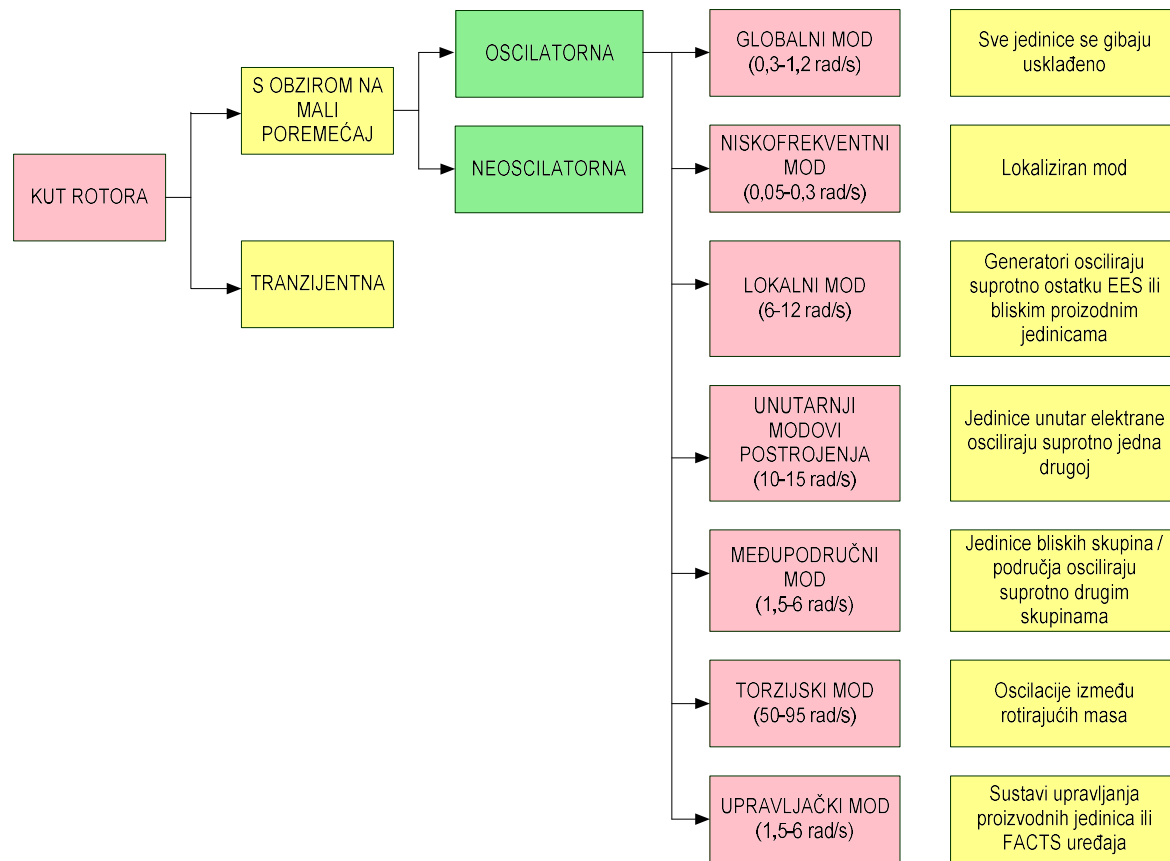 KUT ROTORA
S OBZIROM NA
MALI
POREMEĆAJ
TRANZIJENTNA
OSCILATORNA
NEOSCILATORNA
GLOBALNI MOD
(0,3-1,2 rad/s)
Sve jedinice se gibaju
usklađeno
NISKOFREKVENTNI
MOD
(0,05-0,3 rad/s)
Lokaliziran mod
LOKALNI MOD
(6-12 rad/s)
Generatori osciliraju
suprotno ostatku EES ili
bliskim proizodnim
jedinicama
UNUTARNJI
MODOVI
POSTROJENJA
(10-15 rad/s)
Jedinice unutar elektrane
osciliraju suprotno jedna
drugoj
MEĐUPODRUČNI
MOD
(1,5-6 rad/s)
Jedinice bliskih skupina /
područja osciliraju
suprotno drugim
skupinama
TORZIJSKI MOD
(50-95 rad/s)
Oscilacije između
rotirajućih masa
UPRAVLJAČKI MOD
(1,5-6 rad/s)
Sustavi upravljanja
proizvodnih jedinica ili
FACTS uređaja